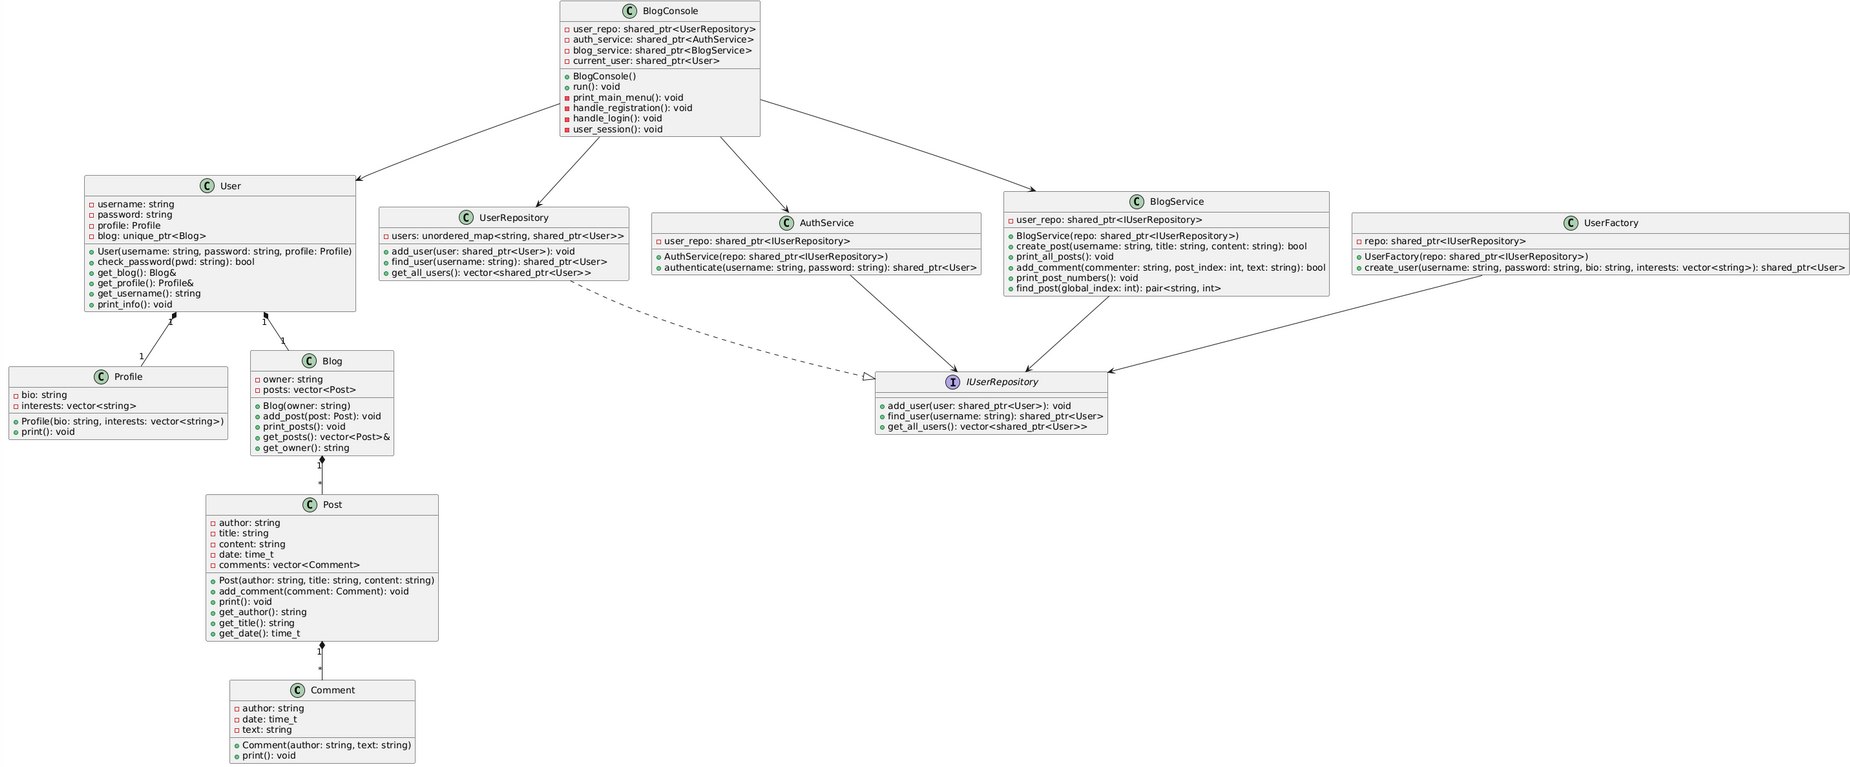 C BlogConsole
user_repo: shared_ptr<UserRepository>
auth_service: shared_ptr<AuthService>
blog_service: shared_ptr<BlogService>
current_user: shared_ptr<User>
BlogConsole()
run(): void
print_main_menu(): void
handle_registration(): void
handle_login(): void
user_session(): void
C User
username: string
password: string
profile: Profile
blog: unique_ptr<Blog>
User(username: string, password: string, profile: Profile)
check_password(pwd: string): bool
get_blog(): Blog&
get_profile(): Profile&
get_username(): string
print_info(): void
C UserRepository
users: unordered_map<string, shared_ptr<User>>
add_user(user: shared_ptr<User>): void
find_user(username: string): shared_ptr<User>
get_all_users(): vector<shared_ptr<User>>
C AuthService
user_repo: shared_ptr<IUserRepository>
AuthService(repo: shared_ptr<IUserRepository>)
authenticate(username: string, password: string): shared_ptr<User>
C BlogService
user_repo: shared_ptr<IUserRepository>
BlogService(repo: shared_ptr<IUserRepository>)
create_post(username: string, title: string, content: string): bool
print_all_posts(): void
add_comment(commenter: string, post_index: int, text: string): bool
print_post_numbers(): void
find_post(global_index: int): pair<string, int>
C UserFactory
repo: shared_ptr<IUserRepository>
UserFactory(repo: shared_ptr<IUserRepository>)
create_user(username: string, password: string, bio: string, interests: vector<string>): shared_ptr<User>
1
1
1
1
C Profile
bio: string
interests: vector<string>
Profile(bio: string, interests: vector<string>)
print(): void
C Blog
owner: string
posts: vector<Post>
Blog(owner: string)
add_post(post: Post): void
print_posts(): void
get_posts(): vector<Post>&
get_owner(): string
I IUserRepository
add_user(user: shared_ptr<User>): void
find_user(username: string): shared_ptr<User>
get_all_users(): vector<shared_ptr<User>>
1
*
C Post
author: string
title: string
content: string
date: time_t
comments: vector<Comment>
Post(author: string, title: string, content: string)
add_comment(comment: Comment): void
print(): void
get_author(): string
get_title(): string
get_date(): time_t
1
*
C Comment
author: string
date: time_t
text: string
Comment(author: string, text: string)
print(): void